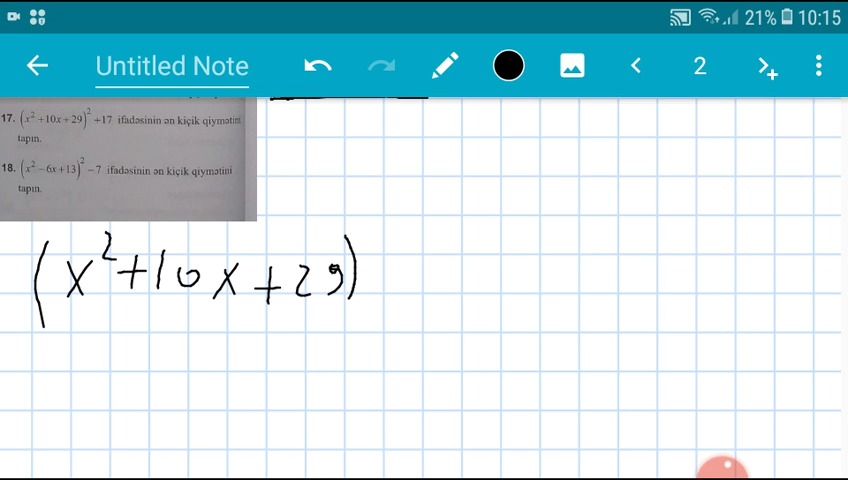 21% 10:15
Untitled Note
2
17. (x² +10x+29)² +17 ifadəsinin ən kiçik qiymətini
tapın.
18. (x² −6x+13)² −7 ifadəsinin ən kiçik qiymətini
tapın.
(x²+10x+29)